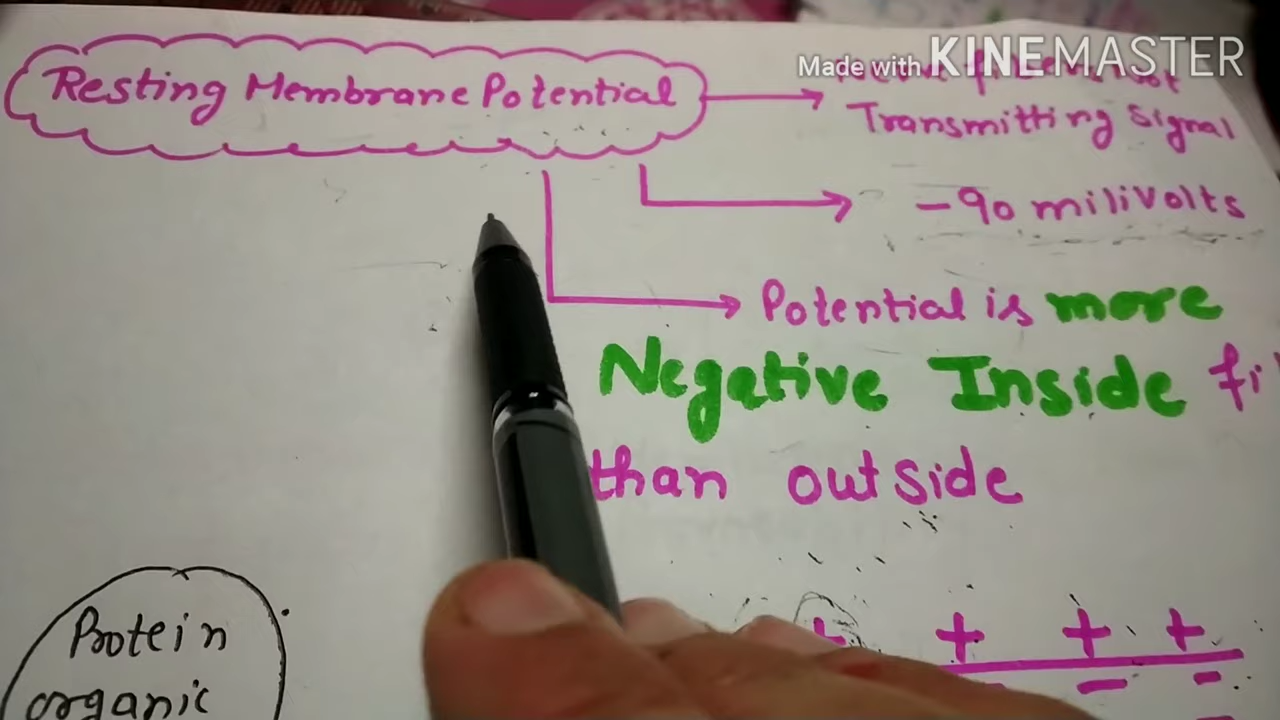 Made with KINEMASTER
Resting Membrane Potential
Transmitting Signal
-90 milivolts
Potential is more
Negative Inside
than outside
+ + + +
- - -
Protein
organic